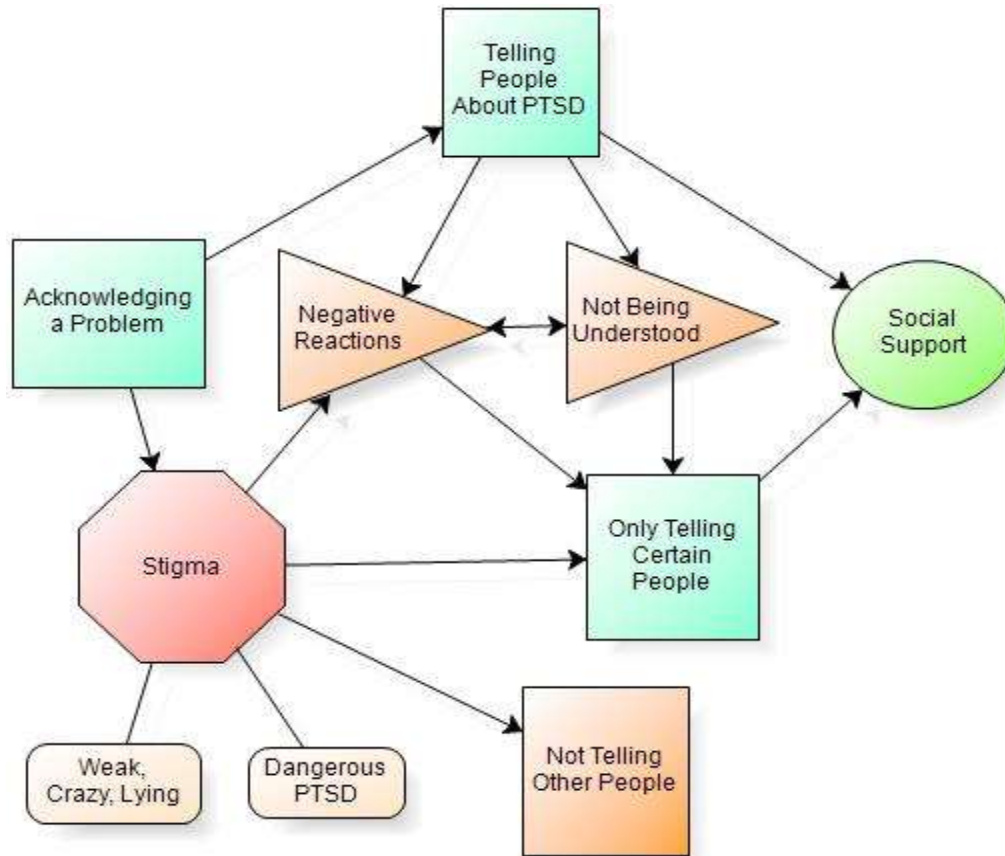 Telling
People
About PTSD
Acknowledging
a Problem
Negative
Reactions
Not Being
Understood
Social
Support
Stigma
Only Telling
Certain
People
Weak,
Crazy, Lying
Dangerous
PTSD
Not Telling
Other People